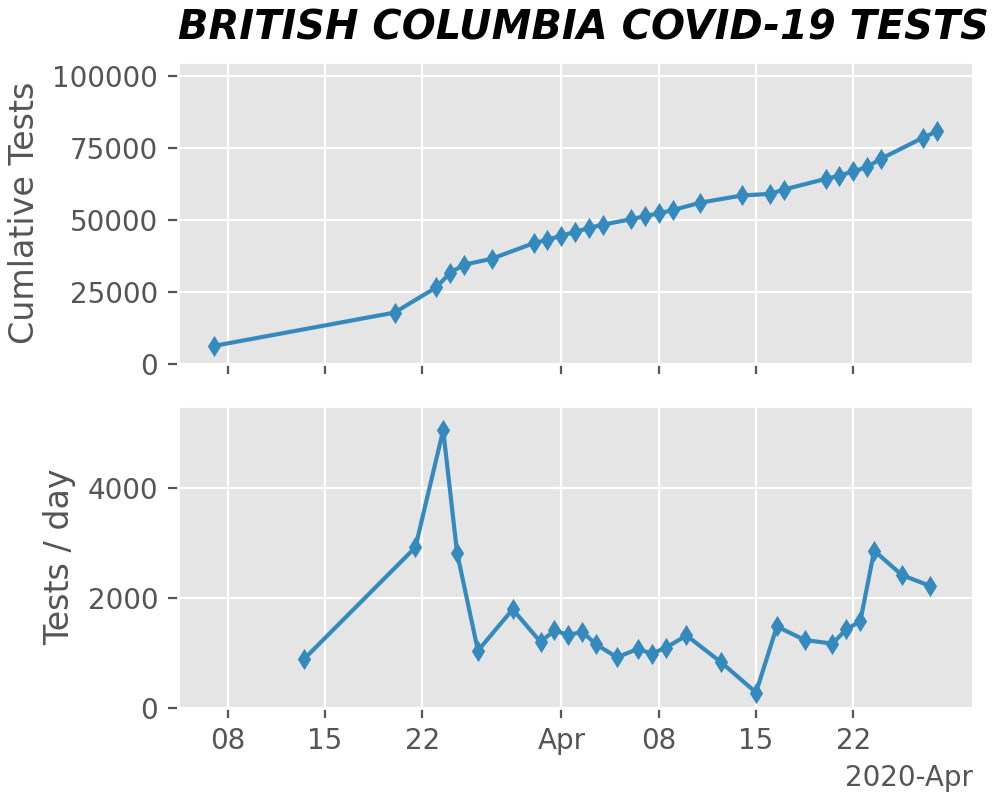 BRITISH COLUMBIA COVID-19 TESTS
Cumlative Tests
100000
75000
50000
25000
0
Tests / day
4000
2000
0
08 15 22 Apr 08 15 22
2020-Apr